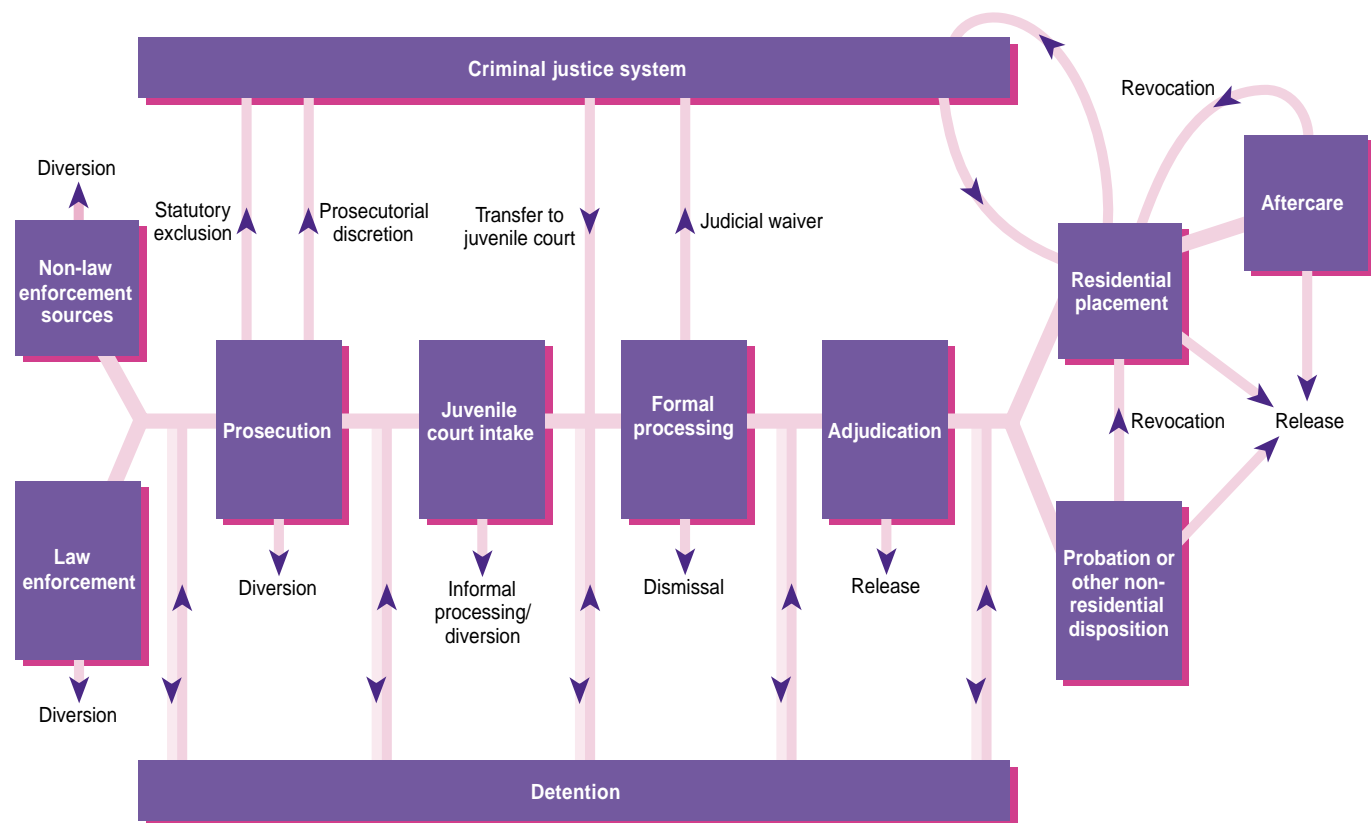 Criminal justice system
Revocation
Diversion
Aftercare
Statutory
exclusion
Prosecutorial
discretion
Transfer to
juvenile court
Judicial waiver
Non-law
enforcement
sources
Residential
placement
Prosecution
Juvenile
court intake
Formal
processing
Adjudication
Revocation
Release
Law
enforcement
Diversion
Informal
processing/
diversion
Dismissal
Release
Probation or
other non-
residential
disposition
Diversion
Detention